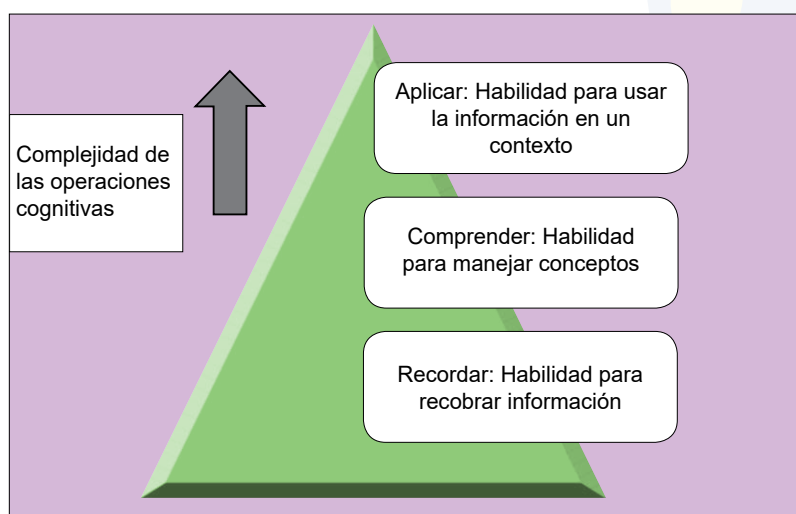 Aplicar: Habilidad para usar
la información en un
contexto
Complejidad de
las operaciones
cognitivas
Comprender: Habilidad
para manejar conceptos
Recordar: Habilidad para
recobrar información